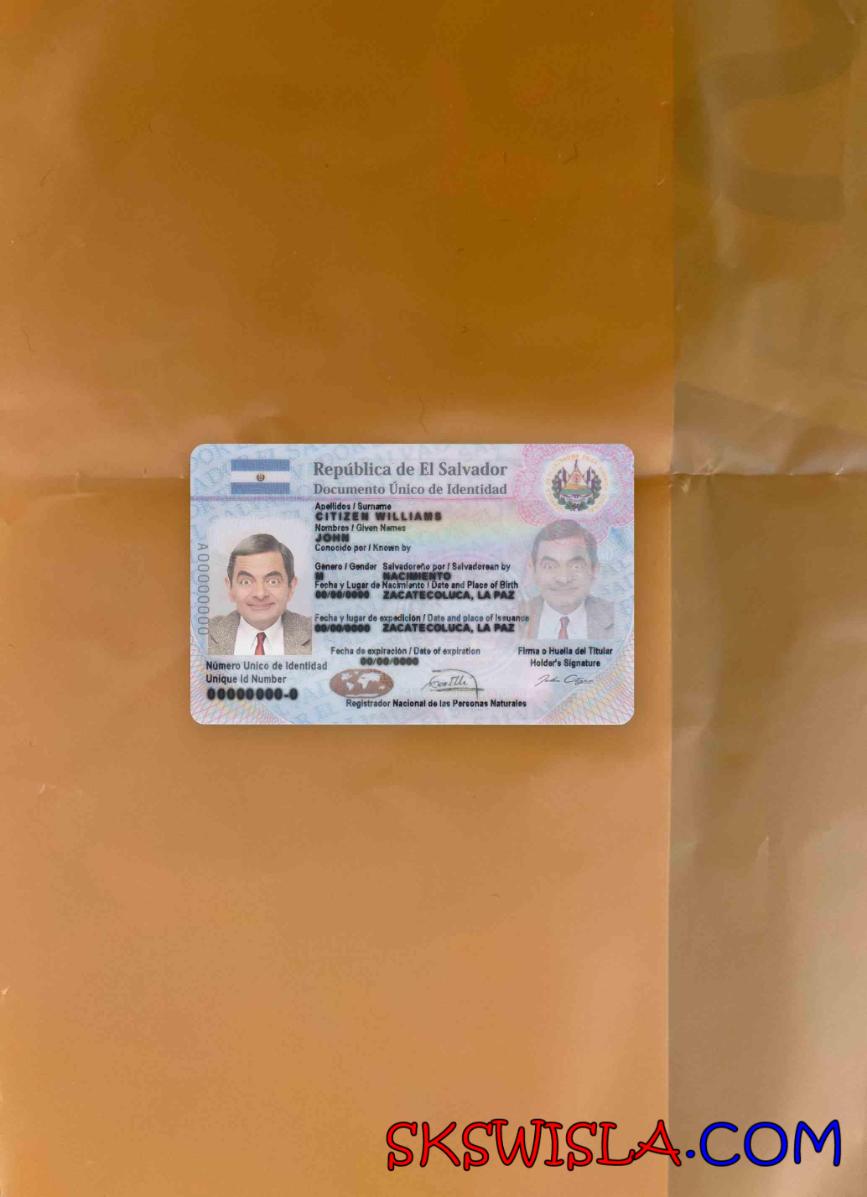 República de El Salvador
Documento Único de Identidad
Apellidos / Surname
CITIZEN WILLIAMS
Nombres / Given Names
JOHN
Conocido por / Known by
Género / Gender Salvadoreño por / Salvadorean by
M NACIMIENTO
Fecha y Lugar de Nacimiento / Date and Place of Birth
00/00/0000 ZACATECOLUCA, LA PAZ
Fecha y lugar de expedición / Date and place of Issuance
00/00/0000 ZACATECOLUCA, LA PAZ
Fecha de expiración / Date of expiration
00/00/0000
Firma o Huella del Titular
Holder's Signature
Número Unico de Identidad
Unique Id Number
00000000-0
Registrador Nacional de las Personas Naturales
A00000000
SKSWISLA.COM